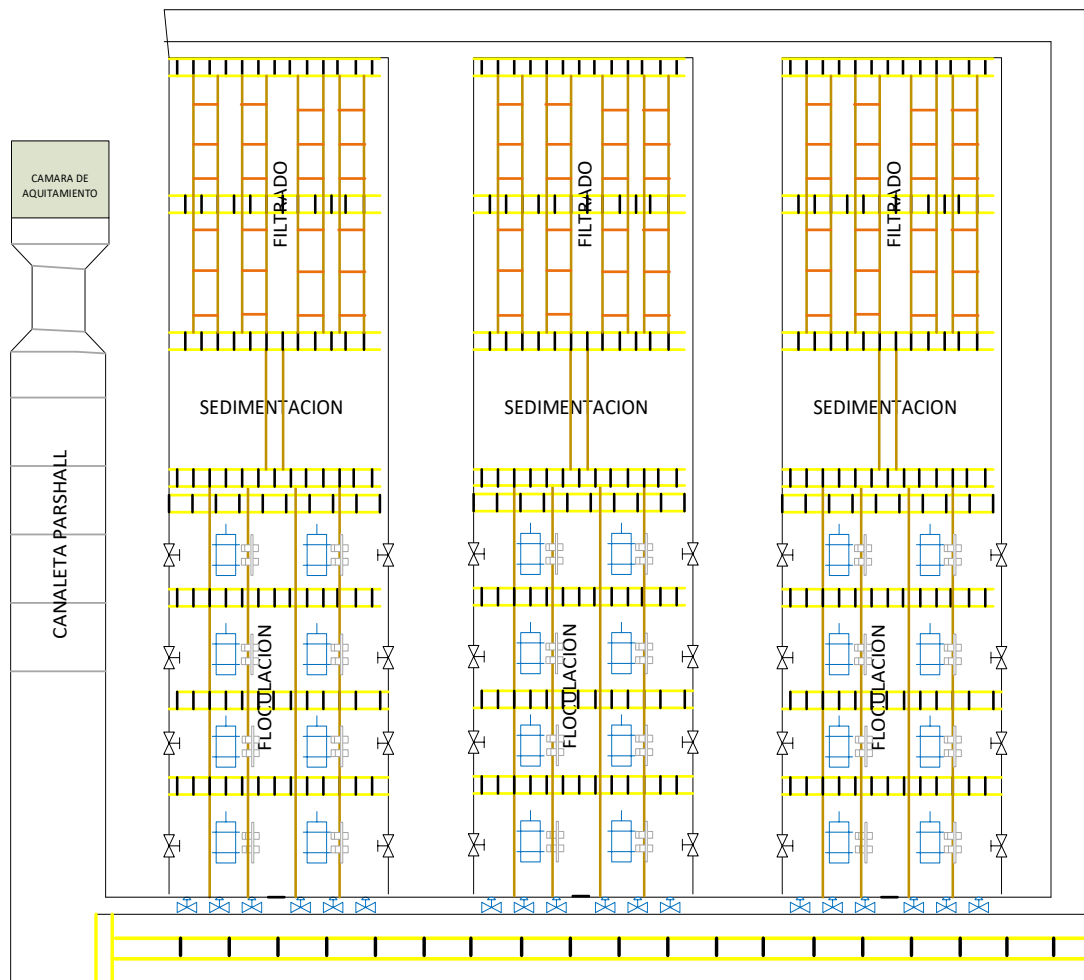 CAMARA DE
AQUITAMIENTO
CANALETA PARSHALL
FILTRADO
FILTRADO
FILTRADO
SEDIMENTACION
SEDIMENTACION
SEDIMENTACION
FLOCULACION
FLOCULACION
FLOCULACION